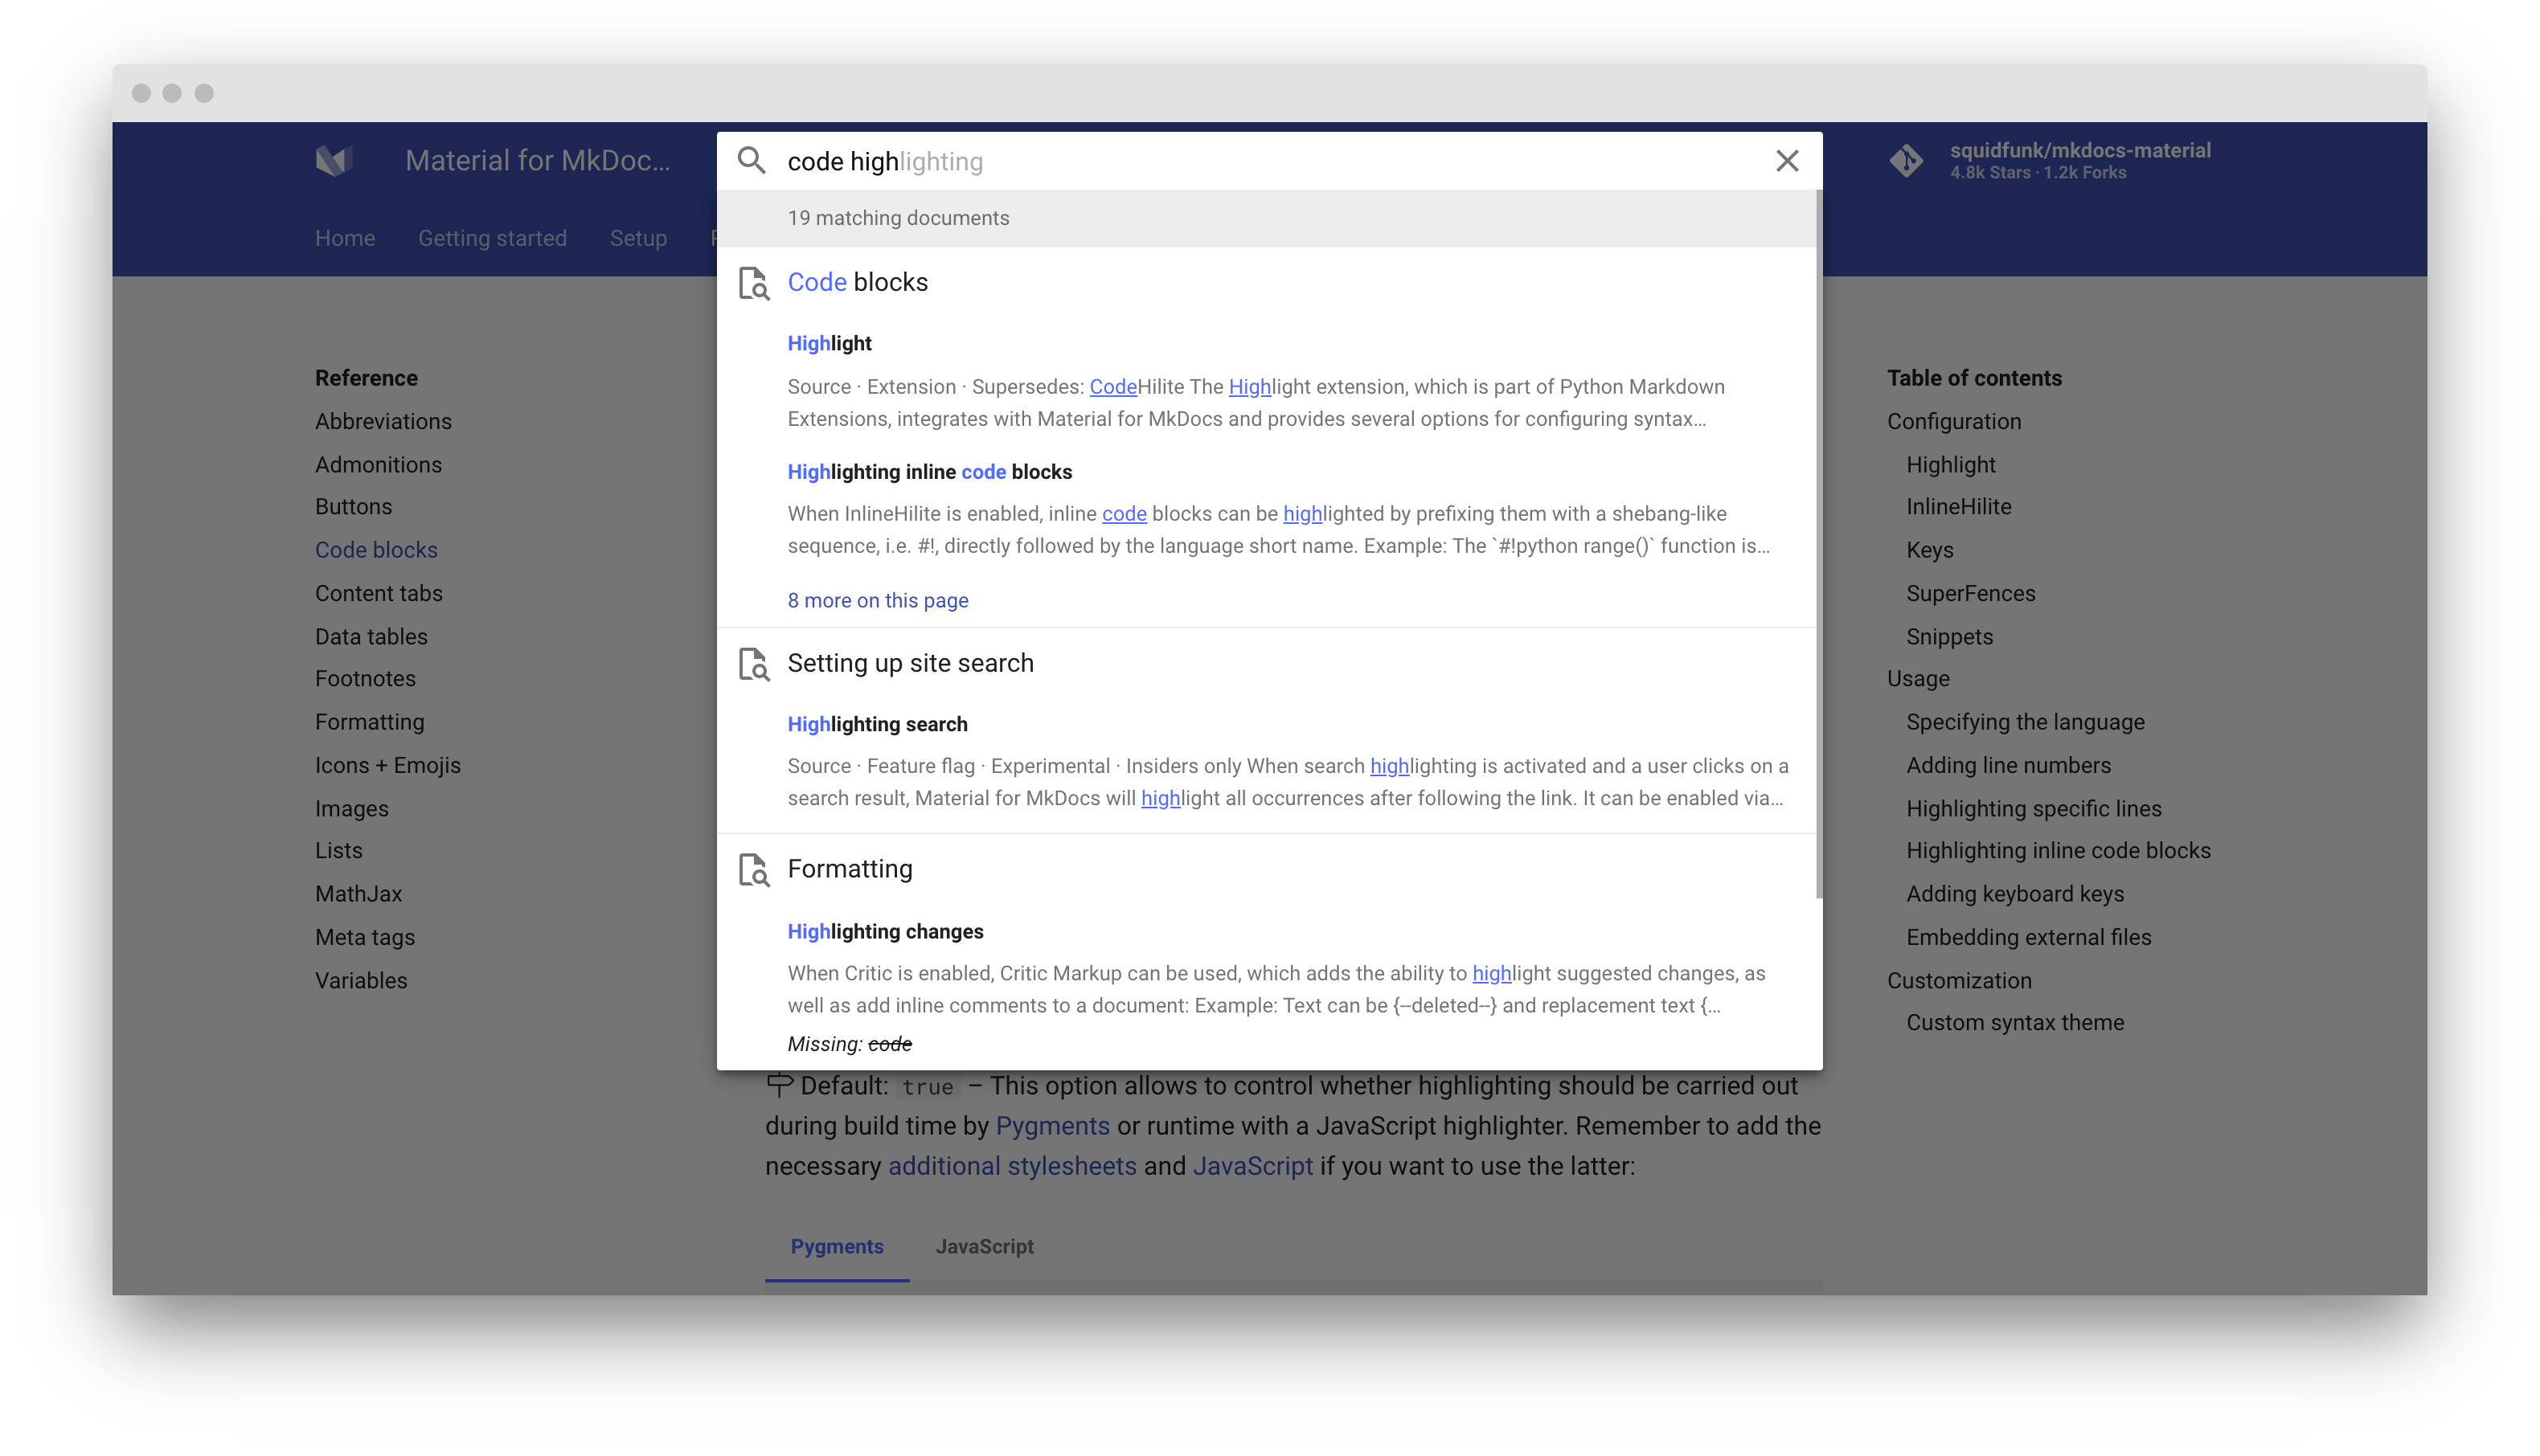 Material for MkDoc...
code highlighting
squidfunk/mkdocs-material
4.8k Stars · 1.2k Forks
Home
Getting started
Setup
19 matching documents
Reference
Abbreviations
Admonitions
Buttons
Code blocks
Content tabs
Data tables
Footnotes
Formatting
Icons + Emojis
Images
Lists
MathJax
Meta tags
Variables
Code blocks
Highlight
Source · Extension · Supersedes: CodeHilite The Highlight extension, which is part of Python Markdown
Extensions, integrates with Material for MkDocs and provides several options for configuring syntax...
Highlighting inline code blocks
When InlineHilite is enabled, inline code blocks can be highlighted by prefixing them with a shebang-like
sequence, i.e. #!, directly followed by the language short name. Example: The `#!python range()` function is...
8 more on this page
Setting up site search
Highlighting search
Source · Feature flag · Experimental · Insiders only When search highlighting is activated and a user clicks on a
search result, Material for MkDocs will highlight all occurrences after following the link. It can be enabled via...
Formatting
Highlighting changes
When Critic is enabled, Critic Markup can be used, which adds the ability to highlight suggested changes, as
well as add inline comments to a document: Example: Text can be {--deleted--} and replacement text {...
Missing: code
Default: true – This option allows to control whether highlighting should be carried out
during build time by Pygments or runtime with a JavaScript highlighter. Remember to add the
necessary additional stylesheets and JavaScript if you want to use the latter:
Pygments
JavaScript
Table of contents
Configuration
Highlight
InlineHilite
Keys
SuperFences
Snippets
Usage
Specifying the language
Adding line numbers
Highlighting specific lines
Highlighting inline code blocks
Adding keyboard keys
Embedding external files
Customization
Custom syntax theme